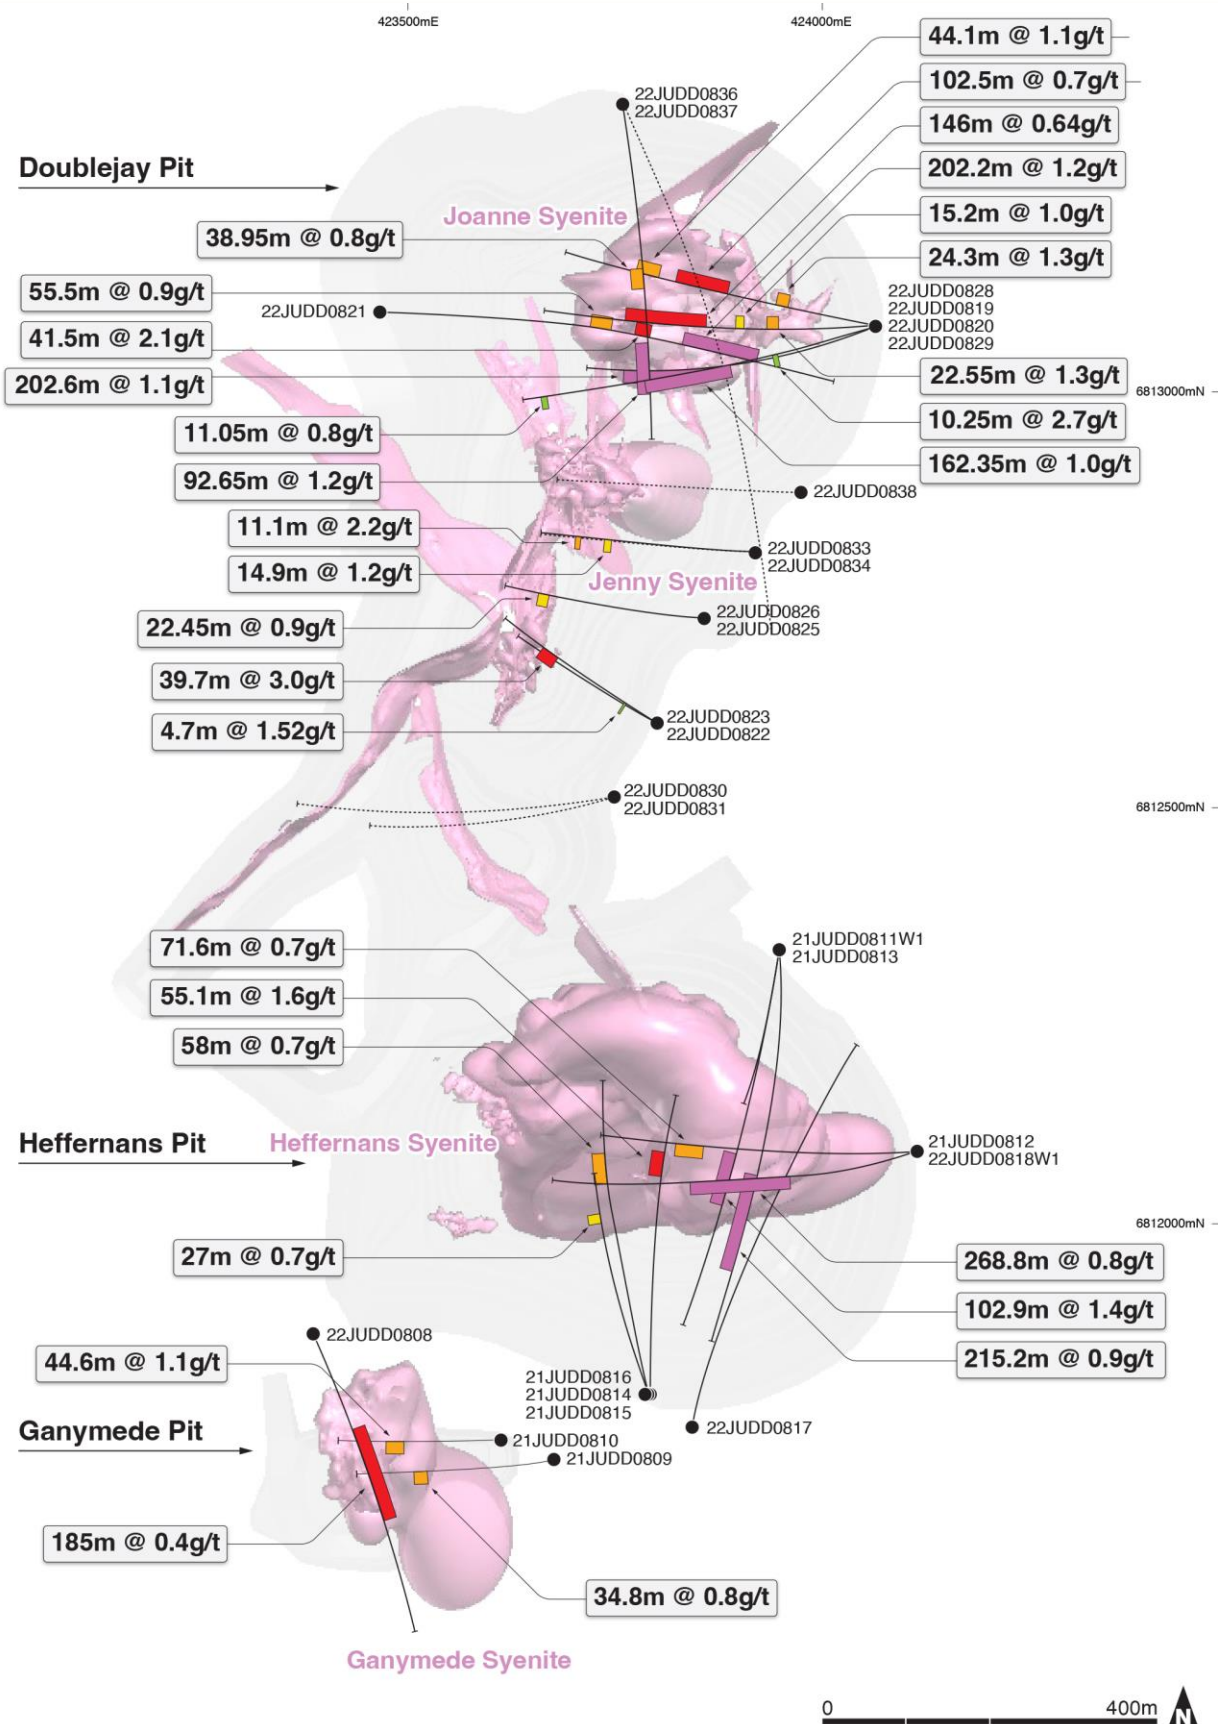 423500mE
424000mE
44.1m @ 1.1g/t
102.5m @ 0.7g/t
146m @ 0.64g/t
202.2m @ 1.2g/t
15.2m @ 1.0g/t
24.3m @ 1.3g/t
22JUDD0836
22JUDD0837
Doublejay Pit
Joanne Syenite
38.95m @ 0.8g/t
55.5m @ 0.9g/t
22JUDD0821
41.5m @ 2.1g/t
202.6m @ 1.1g/t
22JUDD0828
22JUDD0819
22JUDD0820
22JUDD0829
22.55m @ 1.3g/t
6813000mN
10.25m @ 2.7g/t
162.35m @ 1.0g/t
11.05m @ 0.8g/t
92.65m @ 1.2g/t
22JUDD0838
11.1m @ 2.2g/t
14.9m @ 1.2g/t
22JUDD0833
22JUDD0834
Jenny Syenite
22.45m @ 0.9g/t
22JUDD0826
22JUDD0825
39.7m @ 3.0g/t
4.7m @ 1.52g/t
22JUDD0823
22JUDD0822
22JUDD0830
22JUDD0831
6812500mN
71.6m @ 0.7g/t
55.1m @ 1.6g/t
58m @ 0.7g/t
21JUDD0811W1
21JUDD0813
Heffernans Pit
Heffernans Syenite
21JUDD0812
22JUDD0818W1
6812000mN
27m @ 0.7g/t
268.8m @ 0.8g/t
102.9m @ 1.4g/t
215.2m @ 0.9g/t
22JUDD0808
44.6m @ 1.1g/t
21JUDD0816
21JUDD0814
21JUDD0815
22JUDD0817
Ganymede Pit
21JUDD0810
21JUDD0809
185m @ 0.4g/t
34.8m @ 0.8g/t
Ganymede Syenite
0
400m
N